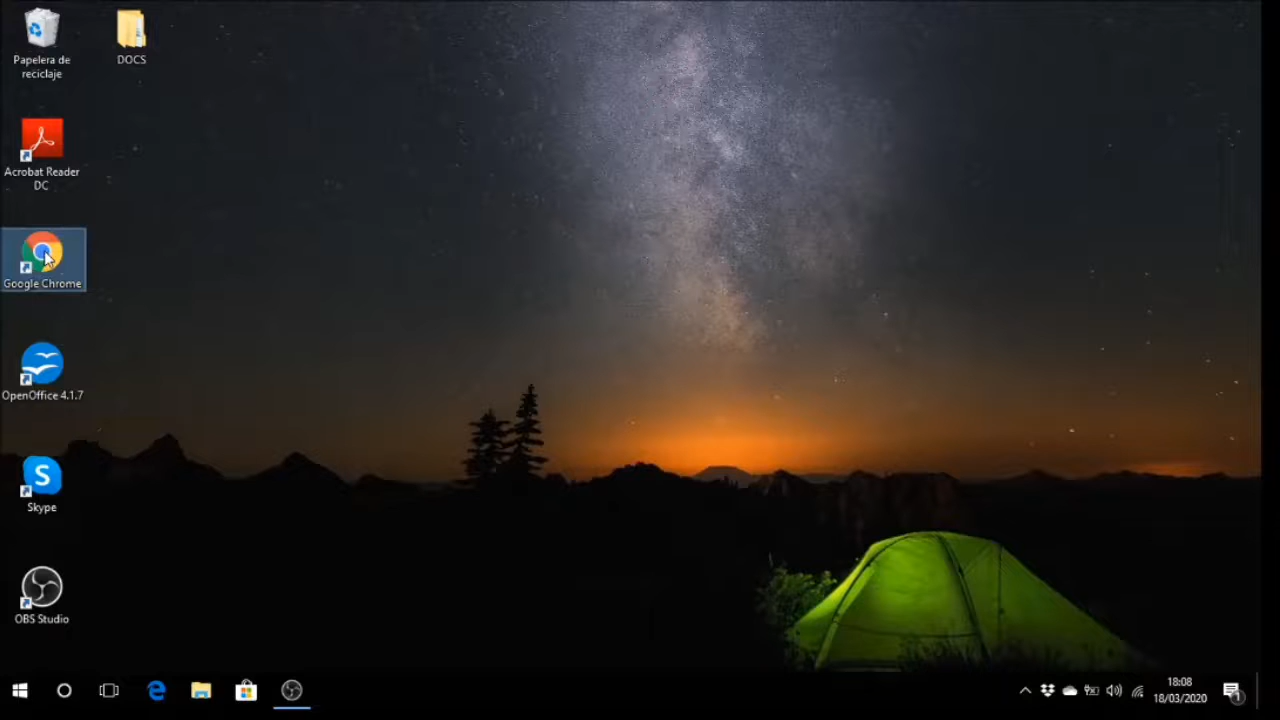 Papelera de
reciclaje
DOCS
Acrobat Reader
DC
Google Chrome
OpenOffice 4.1.7
S
Skype
OBS Studio
18:08
18/03/2020
1